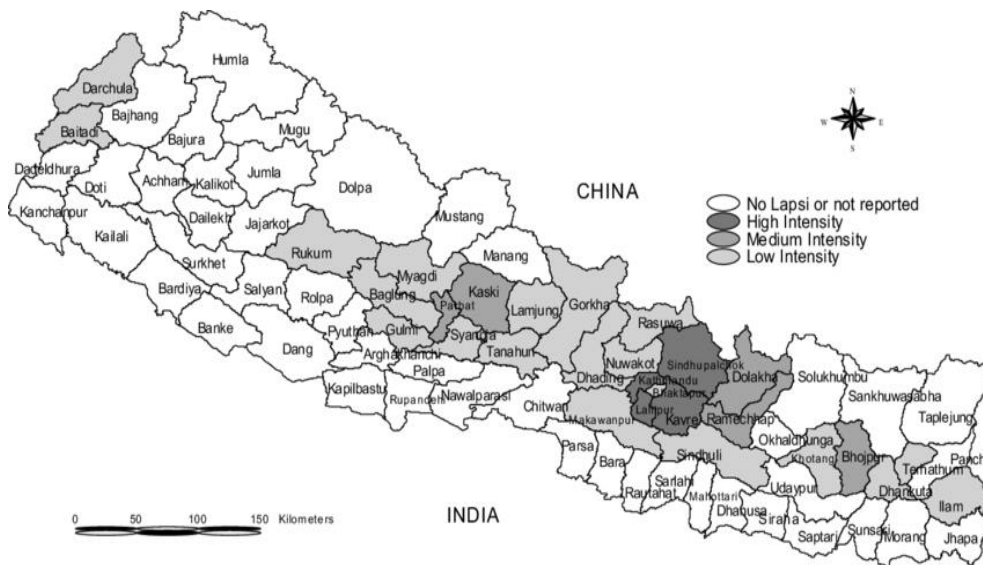 Humla
Darchula
Bajhang
N
W E
S
Baitadi
Bajura
Mugu
Dadeldhura
Doti
Achham
Kalikot
Jumla
Dolpa
CHINA
No Lapsi or not reported
High Intensity
Medium Intensity
Low Intensity
Kanchanpur
Kailali
Dailekh
Jajarkot
Mustang
Surkhet
Rukum
Manang
Bardiya
Salyan
Rolpa
Myagdi
Baglung
Kaski
Parbat
Lamjung
Gorkha
Rasuwa
Banke
Dang
Pyuthan
Gulmi
Syangja
Tanahun
Nuwakot
Sindhupalchok
Dolakha
Solukhumbu
Sankhuwasabha
Taplejung
Arghakhanchi
Palpa
Dhading
Kathmandu
Bhaktapur
Kapilbastu
Rupandehi
Nawalparasi
Chitwan
Makawanpur
Lalitpur
Kavre
Ramechhap
Okhaldhunga
Khotang
Bhojpur
Terhathum
Panch
Parsa
Bara
Sindhuli
Udaypur
Dhankuta
Ilam
Rautahat
Sarlahi
Mahottari
Dhanusa
Siraha
Saptari
Sunsari
Morang
Jhapa
0 50 100 150 Kilometers
INDIA